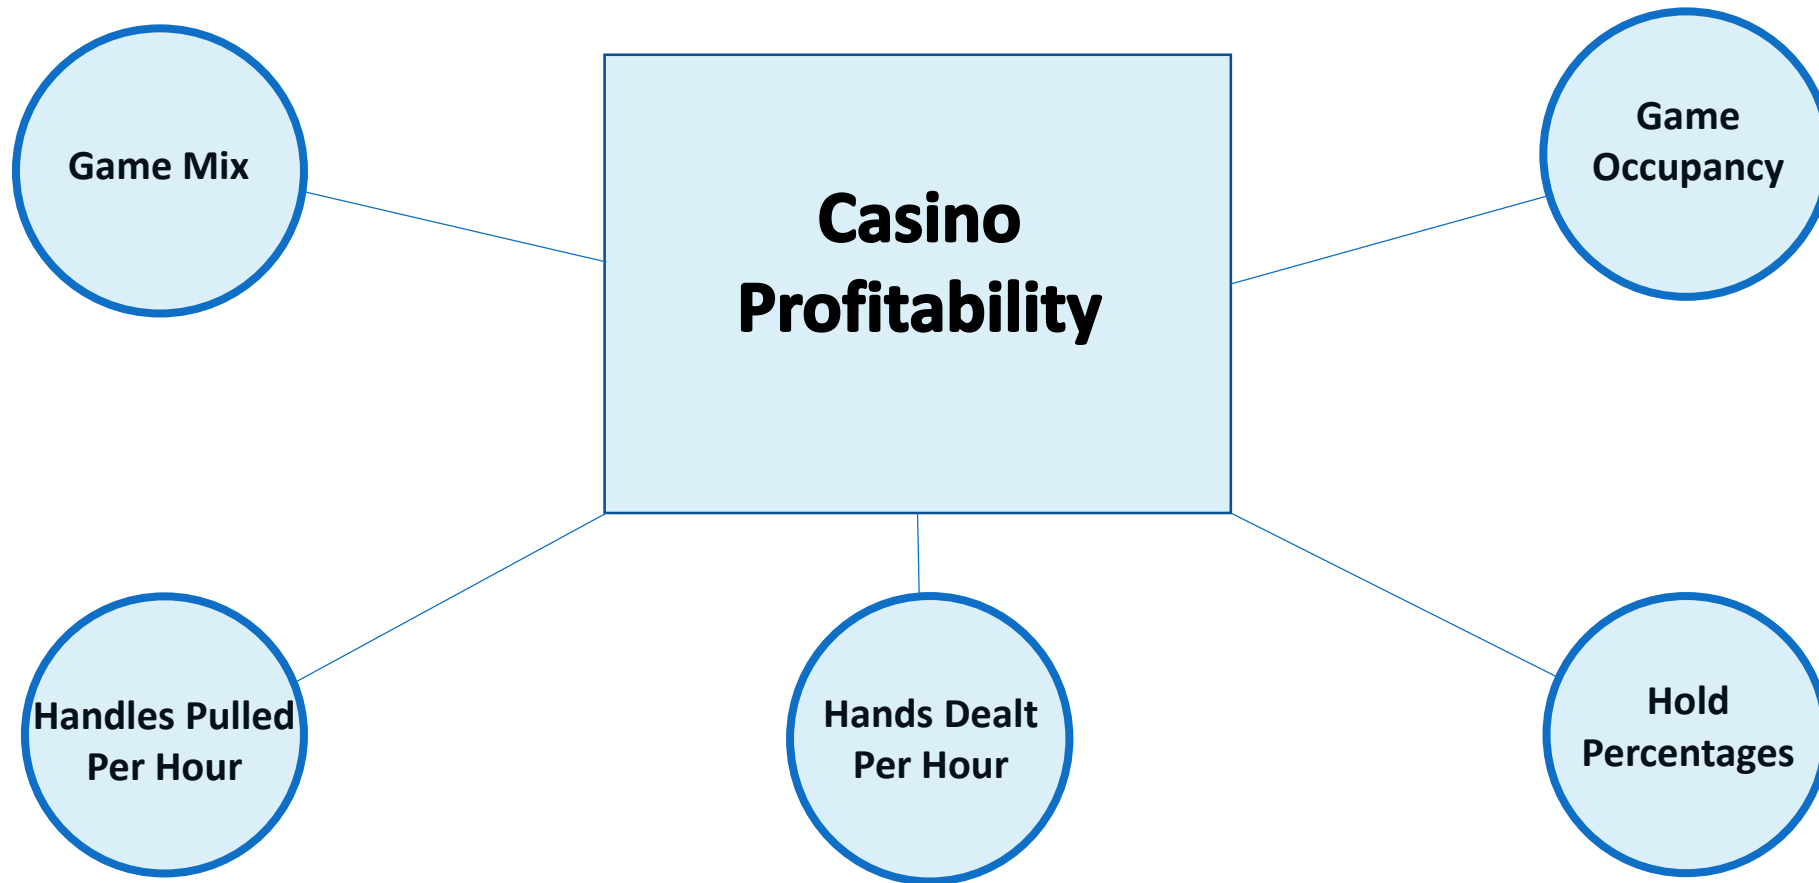 Game Mix
Casino
Profitability
Game
Occupancy
Handles Pulled
Per Hour
Hands Dealt
Per Hour
Hold
Percentages